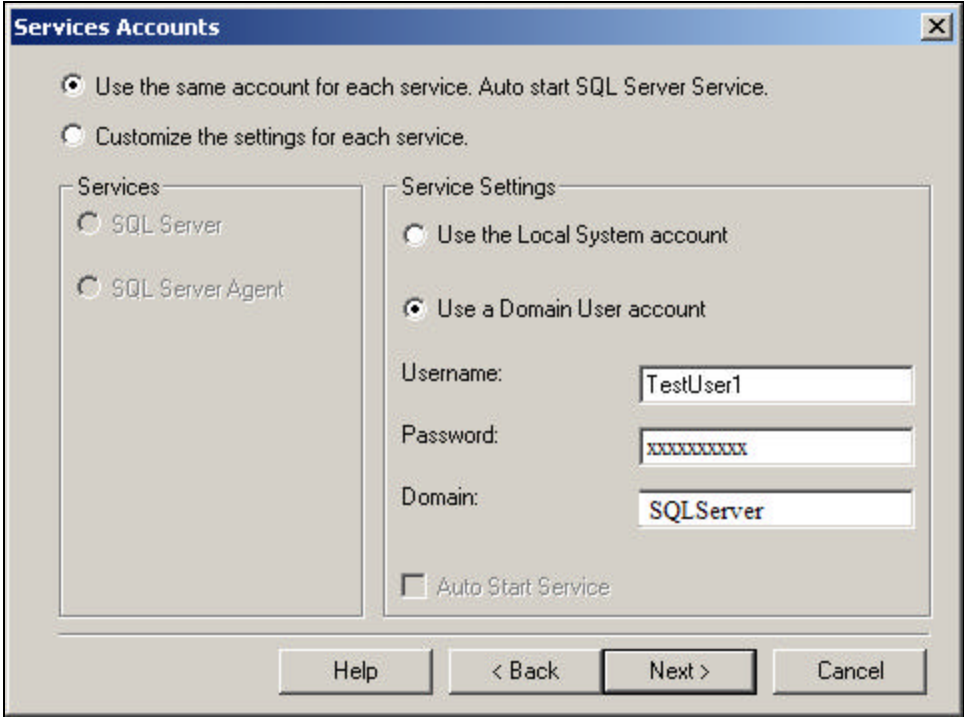 Services Accounts
Use the same account for each service. Auto start SQL Server Service.
Customize the settings for each service.
Services
SQL Server
SQL Server Agent
Service Settings
Use the Local System account
Use a Domain User account
Username:
TestUser1
Password:
xxxxxxxxxx
Domain:
SQLServer
Auto Start Service
Help
< Back
Next >
Cancel